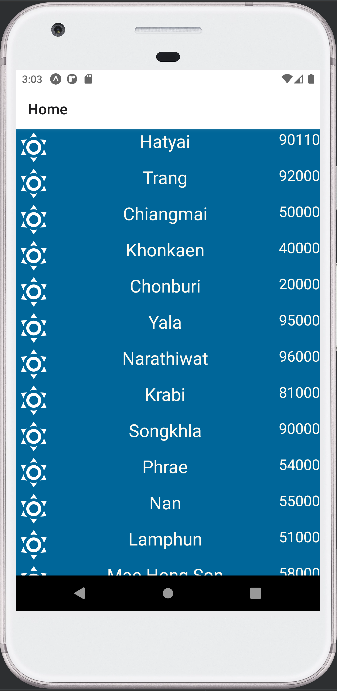 3:03
Home
Hatyai 90110
Trang 92000
Chiangmai 50000
Khonkaen 40000
Chonburi 20000
Yala 95000
Narathiwat 96000
Krabi 81000
Songkhla 90000
Phrae 54000
Nan 55000
Lamphun 51000
Mae Hong Son 58000